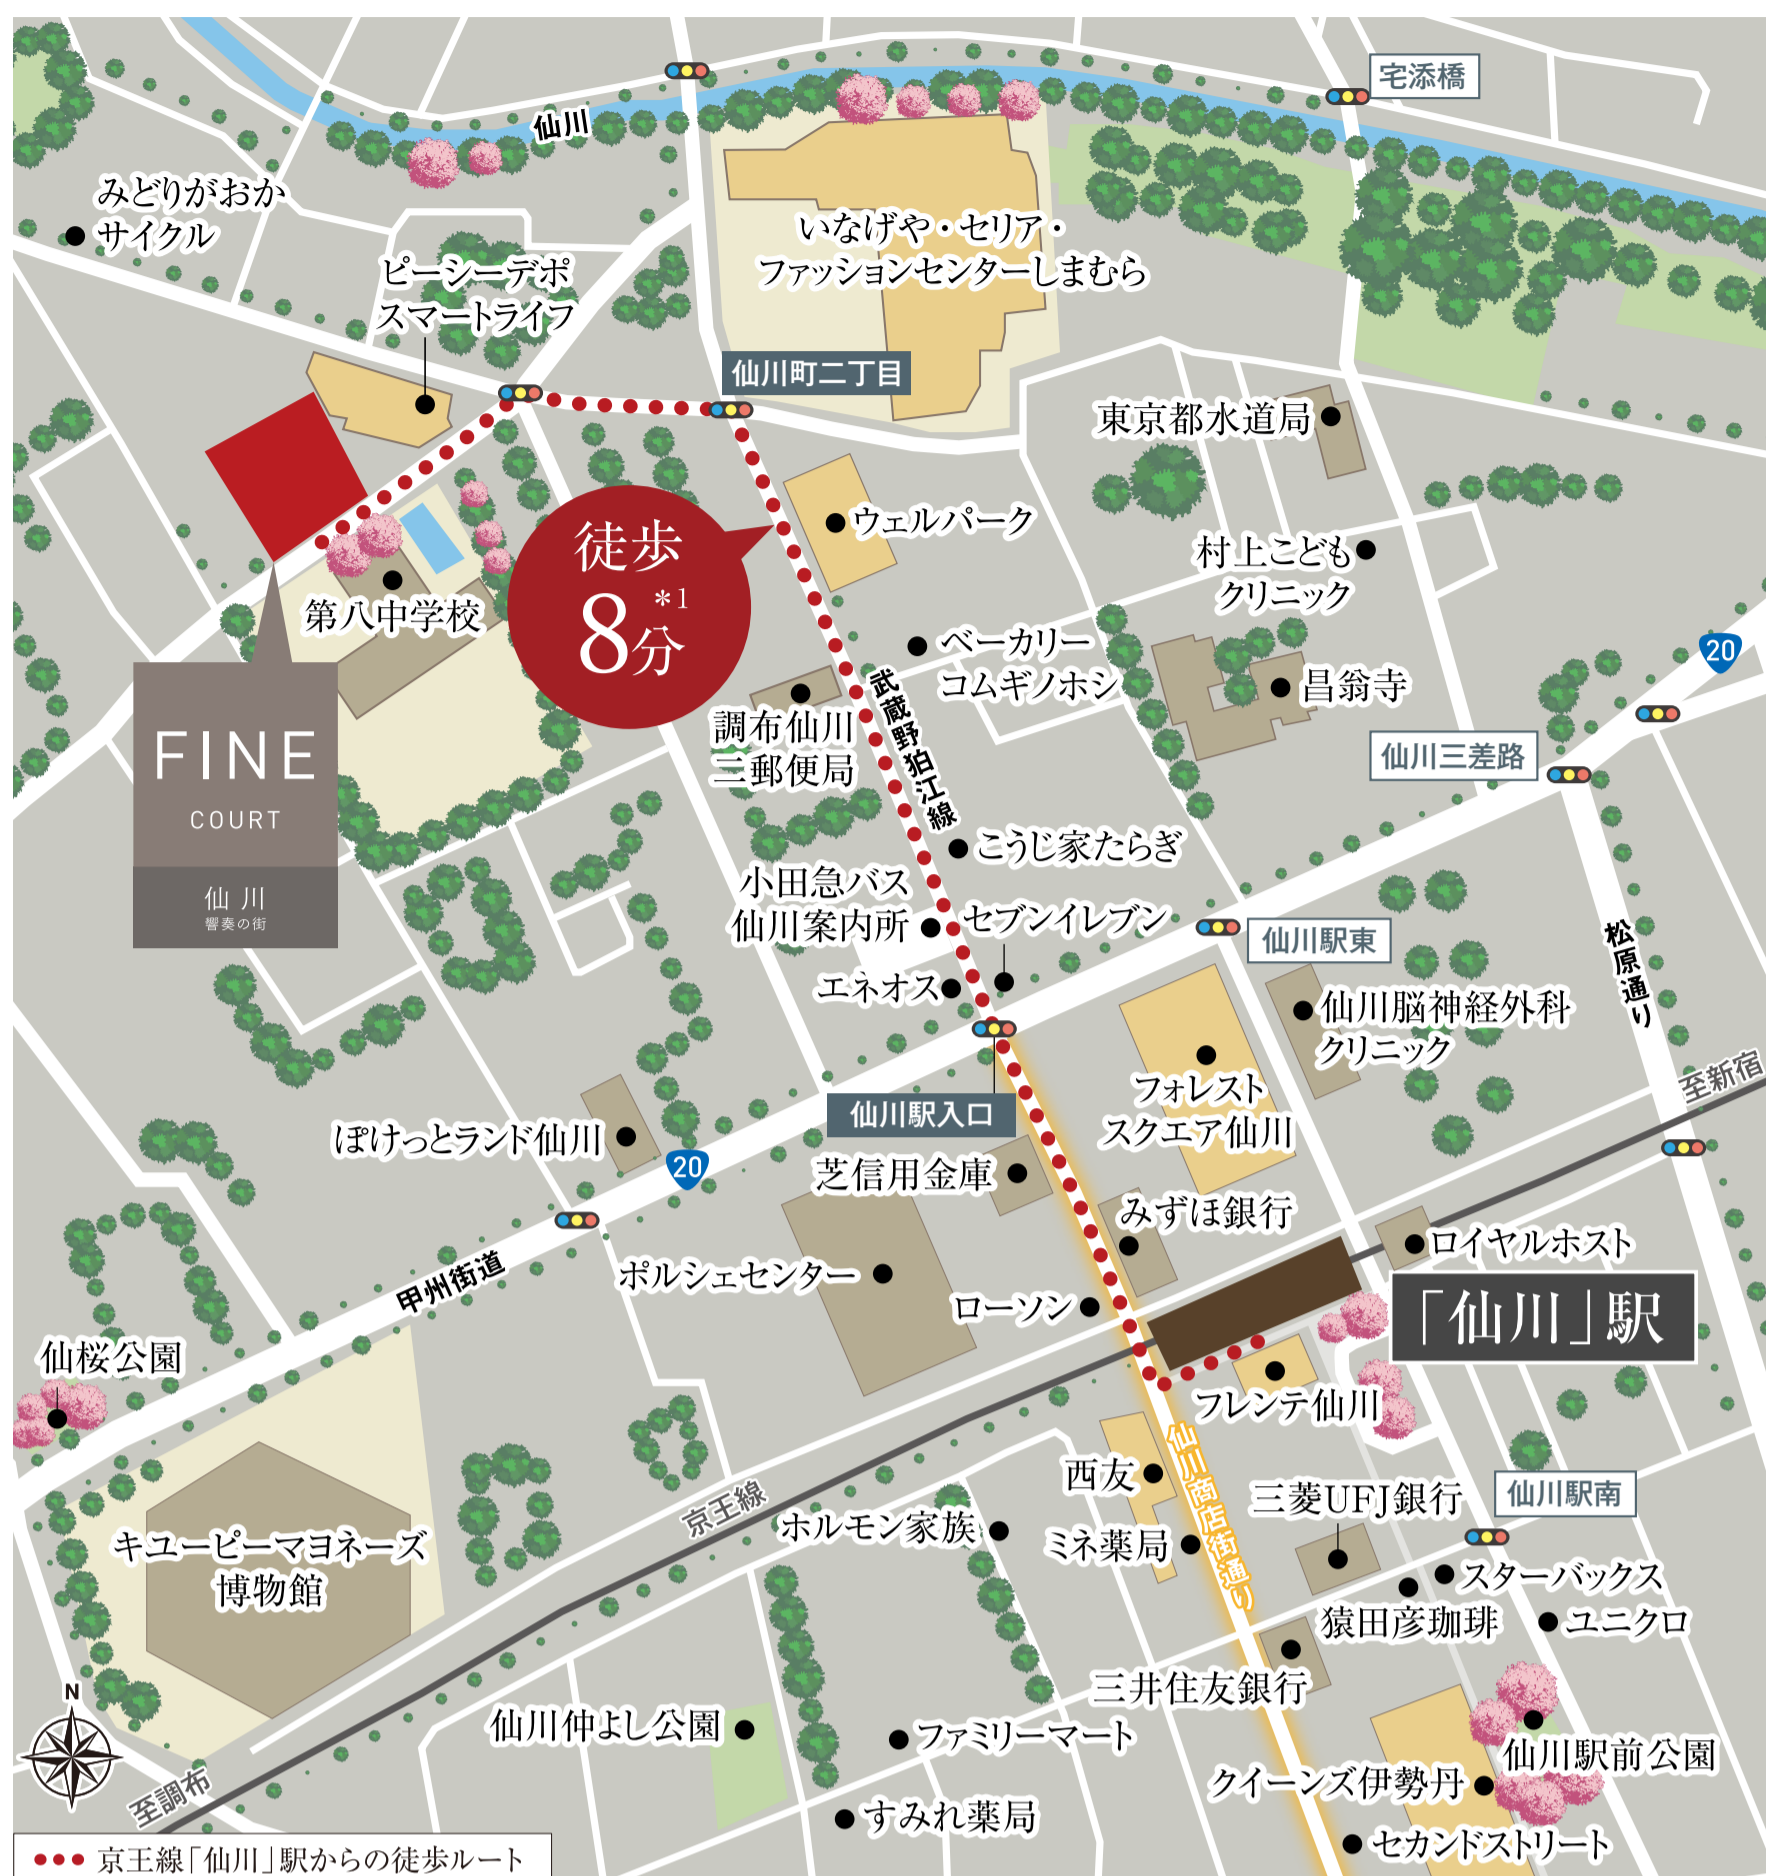 宅添橋
仙川
みどりがおか
サイクル
いなげや・セリア・
ファッションセンターしまむら
ピーシーデポ
スマートライフ
仙川町二丁目
東京都水道局
ウェルパーク
徒歩
8分
*1
村上こども
クリニック
第八中学校
ベーカリー
コムギノホシ
昌翁寺
20
武蔵野狛江線
調布仙川
二郵便局
仙川三差路
FINE
COURT
仙川
響奏の街
こうじ家たらぎ
小田急バス
仙川案内所
セブンイレブン
仙川駅東
松原通り
エネオス
仙川脳神経外科
クリニック
フォレスト
スクエア仙川
至新宿
仙川駅入口
ぽけっとランド仙川
20
芝信用金庫
みずほ銀行
ロイヤルホスト
ポルシェセンター
甲州街道
ローソン
「仙川」駅
仙桜公園
フレンテ仙川
仙川商店街通り
西友
三菱UFJ銀行
仙川駅南
京王線
ホルモン家族
ミネ薬局
キユーピーマヨネーズ
博物館
スターバックス
猿田彦珈琲
ユニクロ
三井住友銀行
N
仙川仲よし公園
ファミリーマート
仙川駅前公園
クイーンズ伊勢丹
至調布
すみれ薬局
セカンドストリート
京王線「仙川」駅からの徒歩ルート